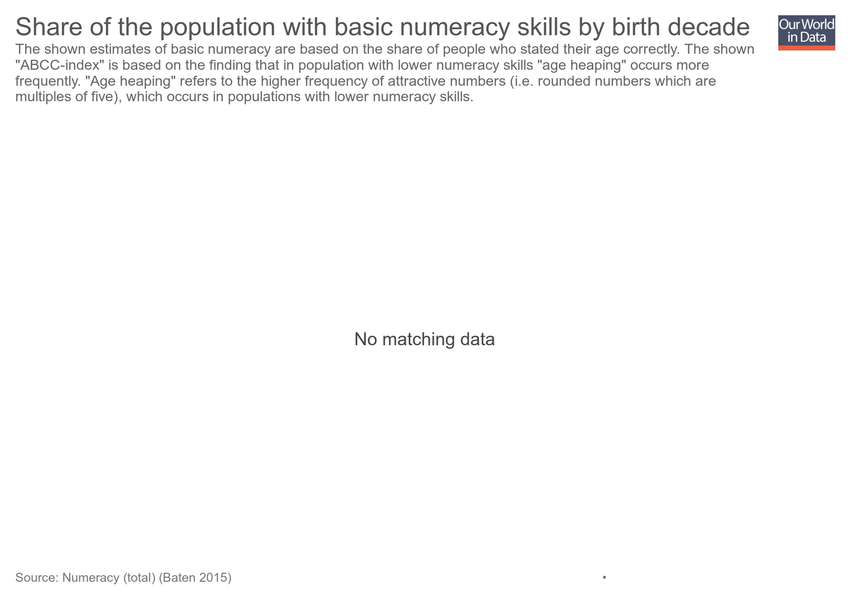 Share of the population with basic numeracy skills by birth decade
Our World
in Data
The shown estimates of basic numeracy are based on the share of people who stated their age correctly. The shown
"ABCC-index" is based on the finding that in population with lower numeracy skills "age heaping" occurs more
frequently. "Age heaping" refers to the higher frequency of attractive numbers (i.e. rounded numbers which are
multiples of five), which occurs in populations with lower numeracy skills.
No matching data
Source: Numeracy (total) (Baten 2015)
•